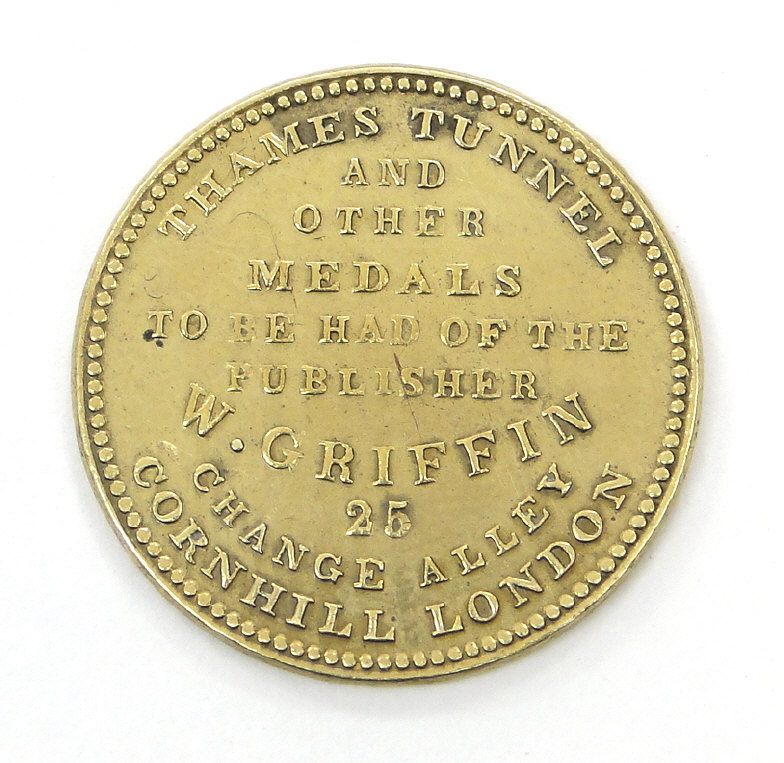 THAMES TUNNEL
AND
OTHER
MEDALS
TO BE HAD OF THE
PUBLISHER
W. GRIFFIN
25
CHANGE ALLEY
CORNHILL LONDON